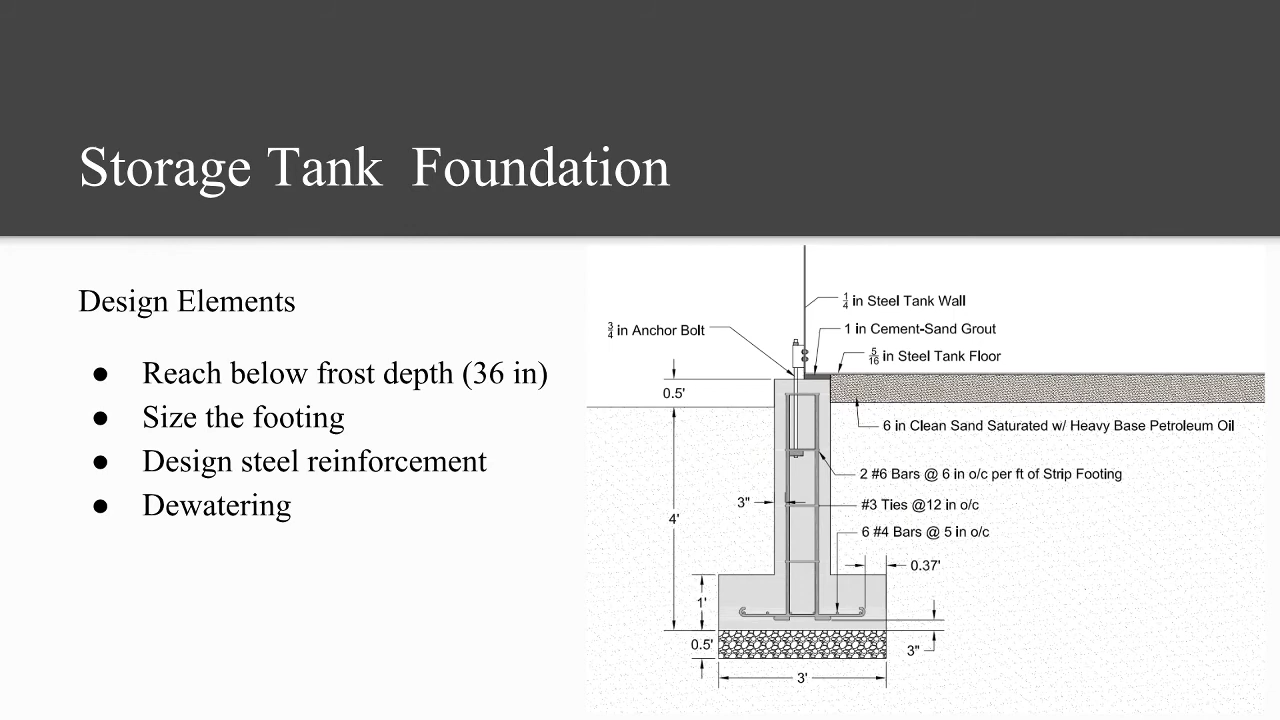 Storage Tank Foundation
Design Elements
● Reach below frost depth (36 in)
● Size the footing
● Design steel reinforcement
● Dewatering
1/4 in Steel Tank Wall
3/4 in Anchor Bolt
1 in Cement-Sand Grout
5/16 in Steel Tank Floor
0.5'
6 in Clean Sand Saturated w/ Heavy Base Petroleum Oil
2 #6 Bars @ 6 in o/c per ft of Strip Footing
3"
#3 Ties @12 in o/c
4'
6 #4 Bars @ 5 in o/c
0.37'
1'
0.5'
3"
3'